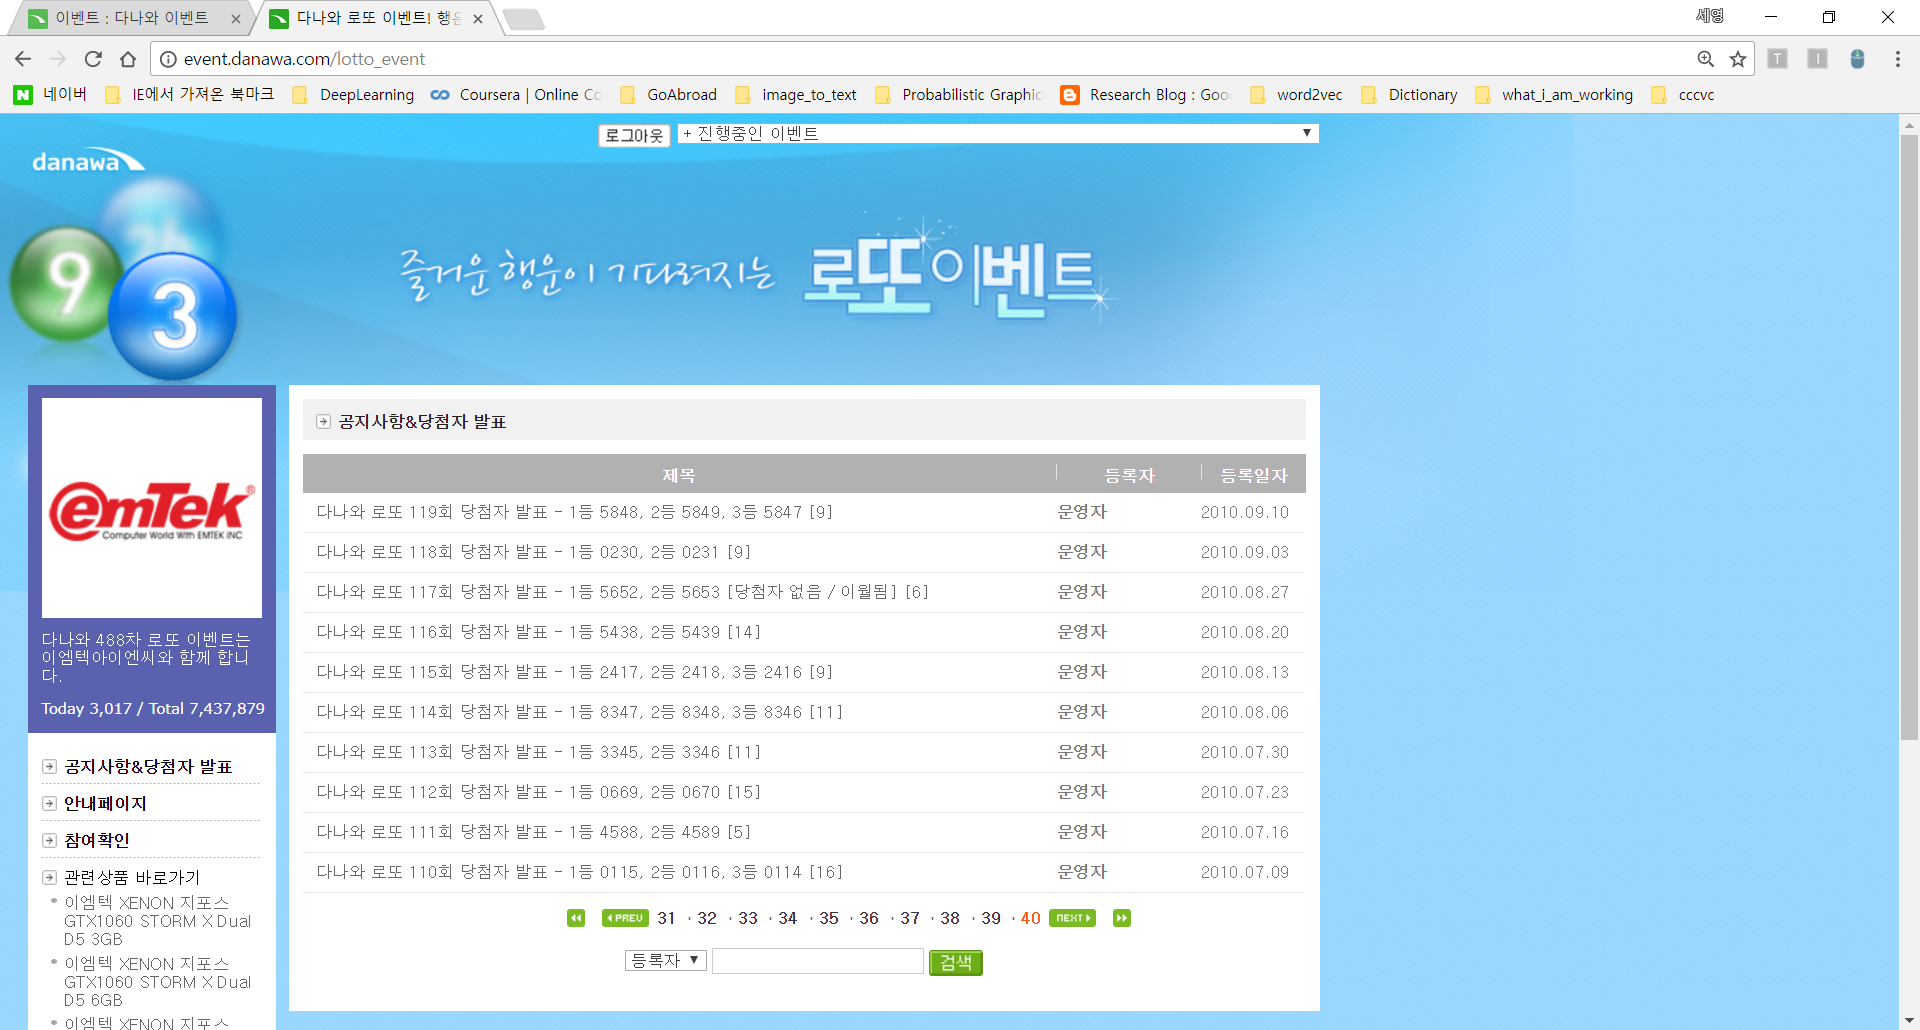 이벤트 : 다나와 이벤트
다나와 로또 이벤트! 행운
세영
event.danawa.com/lotto_event
T
I
N 네이버
IE에서 가져온 북마크
DeepLearning
Coursera | Online Co
GoAbroad
image_to_text
Probabilistic Graphic
Research Blog : Goo
word2vec
Dictionary
what_i_am_working
cccvc
로그아웃
+ 진행중인 이벤트
danawa
26
9
3
즐거운 행운이 기다려지는 로또이벤트
emTek
Computer World With EMTEK INC
다나와 488차 로또 이벤트는
이엠텍아이엔씨와 함께 합니
다.
Today 3,017 / Total 7,437,879
공지사항&당첨자 발표
안내페이지
참여확인
관련상품 바로가기
이엠텍 XENON 지포스
GTX1060 STORM X Dual
D5 3GB
이엠텍 XENON 지포스
GTX1060 STORM X Dual
D5 6GB
이엠텍 XENON 지포스
공지사항&당첨자 발표
제목 등록자 등록일자
다나와 로또 119회 당첨자 발표 - 1등 5848, 2등 5849, 3등 5847 [9] 운영자 2010.09.10
다나와 로또 118회 당첨자 발표 - 1등 0230, 2등 0231 [9] 운영자 2010.09.03
다나와 로또 117회 당첨자 발표 - 1등 5652, 2등 5653 [당첨자 없음 / 이월됨] [6] 운영자 2010.08.27
다나와 로또 116회 당첨자 발표 - 1등 5438, 2등 5439 [14] 운영자 2010.08.20
다나와 로또 115회 당첨자 발표 - 1등 2417, 2등 2418, 3등 2416 [9] 운영자 2010.08.13
다나와 로또 114회 당첨자 발표 - 1등 8347, 2등 8348, 3등 8346 [11] 운영자 2010.08.06
다나와 로또 113회 당첨자 발표 - 1등 3345, 2등 3346 [11] 운영자 2010.07.30
다나와 로또 112회 당첨자 발표 - 1등 0669, 2등 0670 [15] 운영자 2010.07.23
다나와 로또 111회 당첨자 발표 - 1등 4588, 2등 4589 [5] 운영자 2010.07.16
다나와 로또 110회 당첨자 발표 - 1등 0115, 2등 0116, 3등 0114 [16] 운영자 2010.07.09
PREV 31 · 32 · 33 · 34 · 35 · 36 · 37 · 38 · 39 · 40 NEXT
등록자 검색